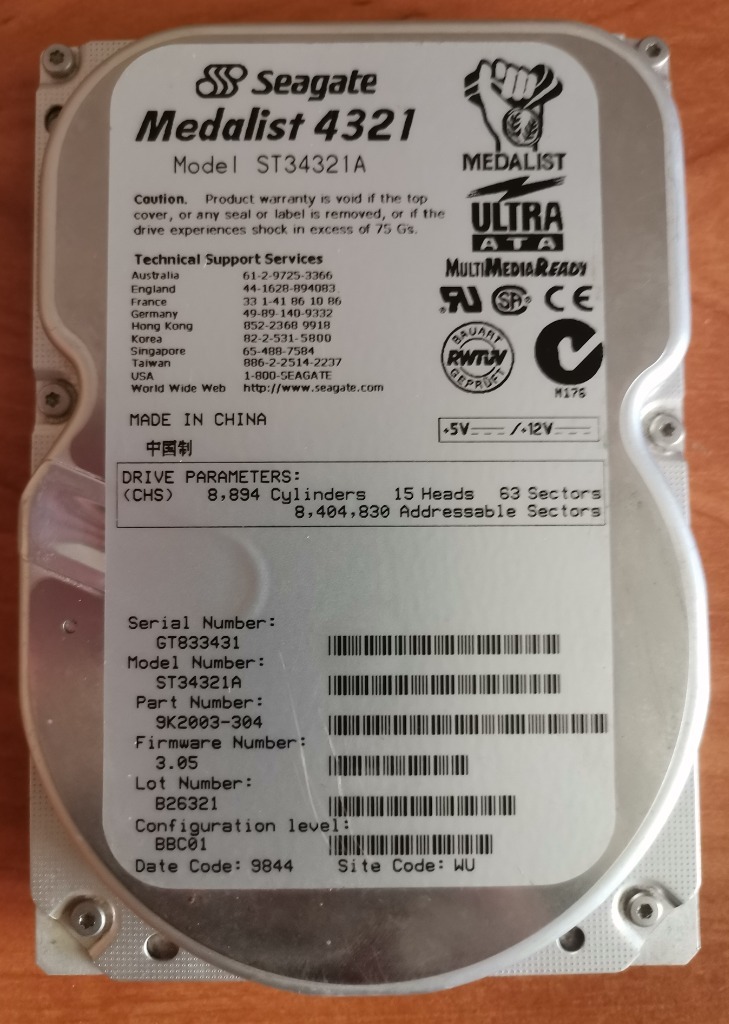 Seagate
Medalist 4321
Model ST34321A
MEDALIST
ULTRA
ATA
MULTIMEDIAREADY
Caution. Product warranty is void if the top
cover, or any seal or label is removed, or if the
drive experiences shock in excess of 75 G's.
Technical Support Services
Australia 61-2-9725-3366
England 44-1628-894083
France 33 1-41 86 10 86
Germany 49-89-140-9332
Hong Kong 852-2368 9918
Korea 82-2-531-5800
Singapore 65-488-7584
Taiwan 886-2-2514-2237
USA 1-800-SEAGATE
World Wide Web http://www.seagate.com
SA
CE
BAUART
RWTÜV
GEPRÜFT
N176
MADE IN CHINA
中国制
+5V /+12V
DRIVE PARAMETERS:
(CHS) 8,894 Cylinders 15 Heads 63 Sectors
8,404,830 Addressable Sectors
Serial Number:
GT833431
Model Number:
ST34321A
Part Number:
9K2003-304
Firmware Number:
3.05
Lot Number:
B26321
Configuration level:
BBC01
Date Code: 9844 Site Code: WU